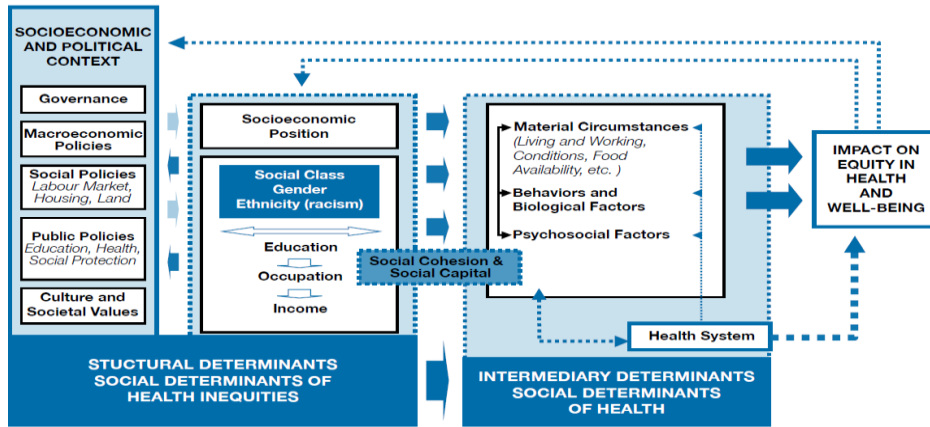 SOCIOECONOMIC
AND POLITICAL
CONTEXT
Governance
Macroeconomic
Policies
Social Policies
Labour Market,
Housing, Land
Public Policies
Education, Health,
Social Protection
Culture and
Societal Values
Socioeconomic
Position
Social Class
Gender
Ethnicity (racism)
Education
Occupation
Income
Social Cohesion &
Social Capital
Material Circumstances
(Living and Working,
Conditions, Food
Availability, etc. )
Behaviors and
Biological Factors
Psychosocial Factors
Health System
IMPACT ON
EQUITY IN
HEALTH
AND
WELL-BEING
STUCTURAL DETERMINANTS
SOCIAL DETERMINANTS OF
HEALTH INEQUITIES
INTERMEDIARY DETERMINANTS
SOCIAL DETERMINANTS
OF HEALTH